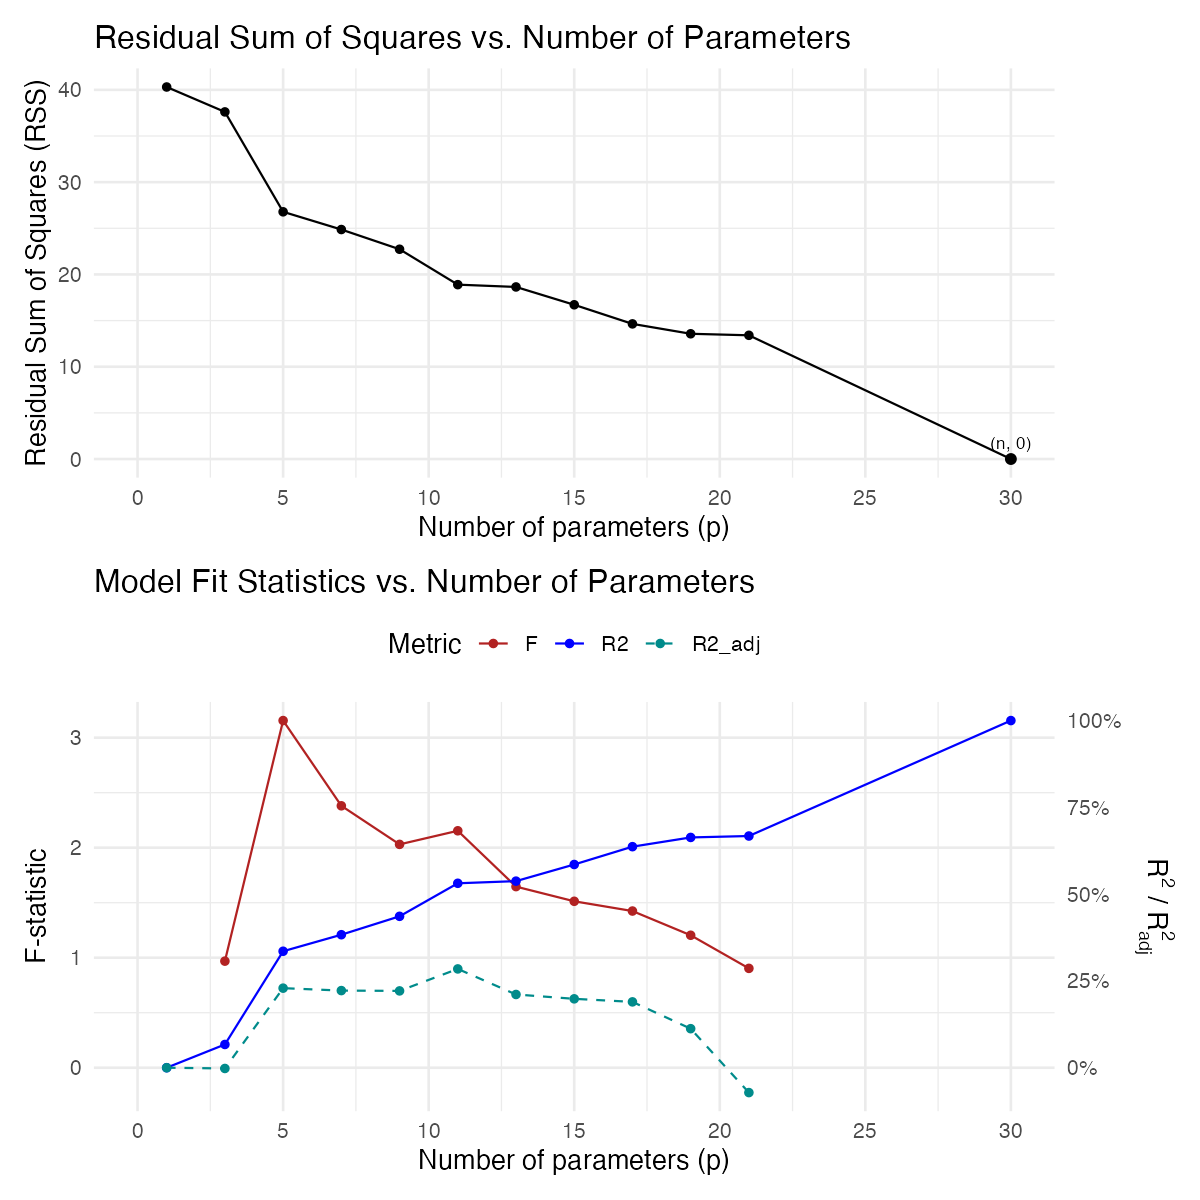 Residual Sum of Squares vs. Number of Parameters
Residual Sum of Squares (RSS)
40
30
20
10
0
(n, 0)
0 5 10 15 20 25 30
Number of parameters (p)
Model Fit Statistics vs. Number of Parameters
Metric F R2 R2_adj
F-statistic
3
2
1
0
100%
75%
50%
25%
0%
R² / R²adj
0 5 10 15 20 25 30
Number of parameters (p)